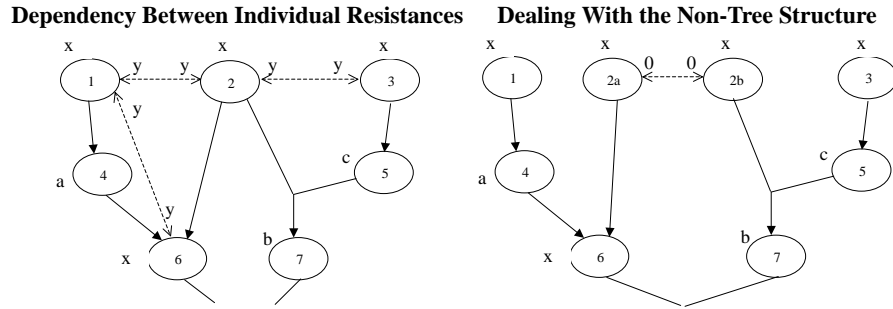 Dependency Between Individual Resistances
x x x
y y y y
1 2 3
y
c
4 5
a
y
b
x 6 7
Dealing With the Non-Tree Structure
x x x x
0 0
1 2a 2b 3
c
4 5
a
b
x 6 7